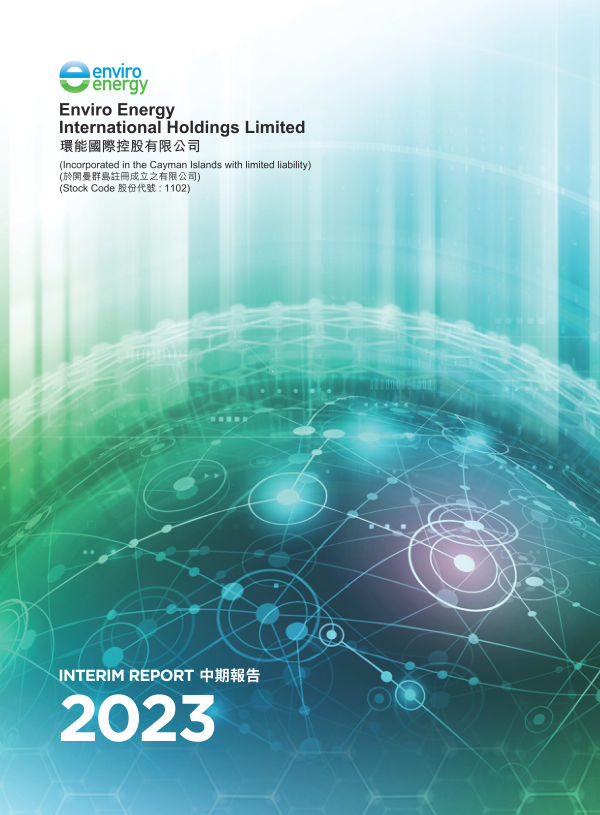 enviro
energy
Enviro Energy
International Holdings Limited
環能國際控股有限公司
(Incorporated in the Cayman Islands with limited liability)
(於開曼群島註冊成立之有限公司)
(Stock Code 股份代號 : 1102)
INTERIM REPORT 中期報告
2023